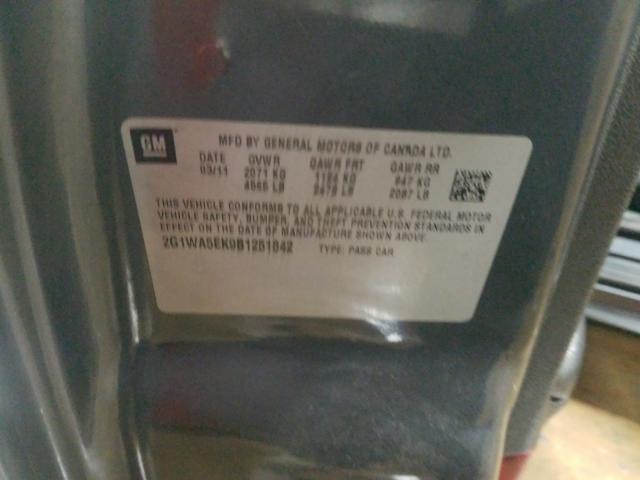 GM
MFD BY GENERAL MOTORS OF CANADA LTD.
DATE GVWR GAWR FRT GAWR RR
03/11 2071 KG 1124 KG 947 KG
4565 LB 2478 LB 2087 LB
THIS VEHICLE CONFORMS TO ALL APPLICABLE U.S. FEDERAL MOTOR
VEHICLE SAFETY, BUMPER, AND THEFT PREVENTION STANDARDS IN
EFFECT ON THE DATE OF MANUFACTURE SHOWN ABOVE.
2G1WA5EK9B1251842 TYPE: PASS CAR